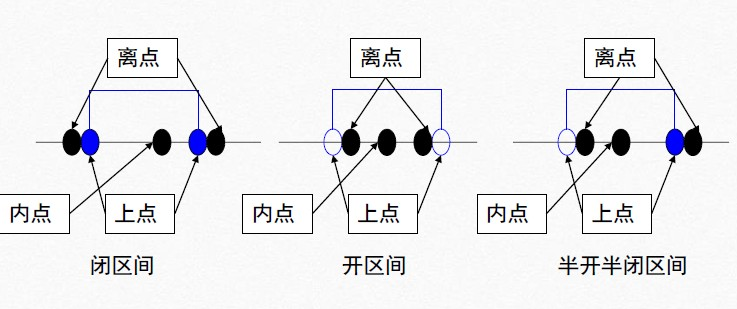 离点 离点 离点
内点 上点 内点 上点 内点 上点
闭区间 开区间 半开半闭区间